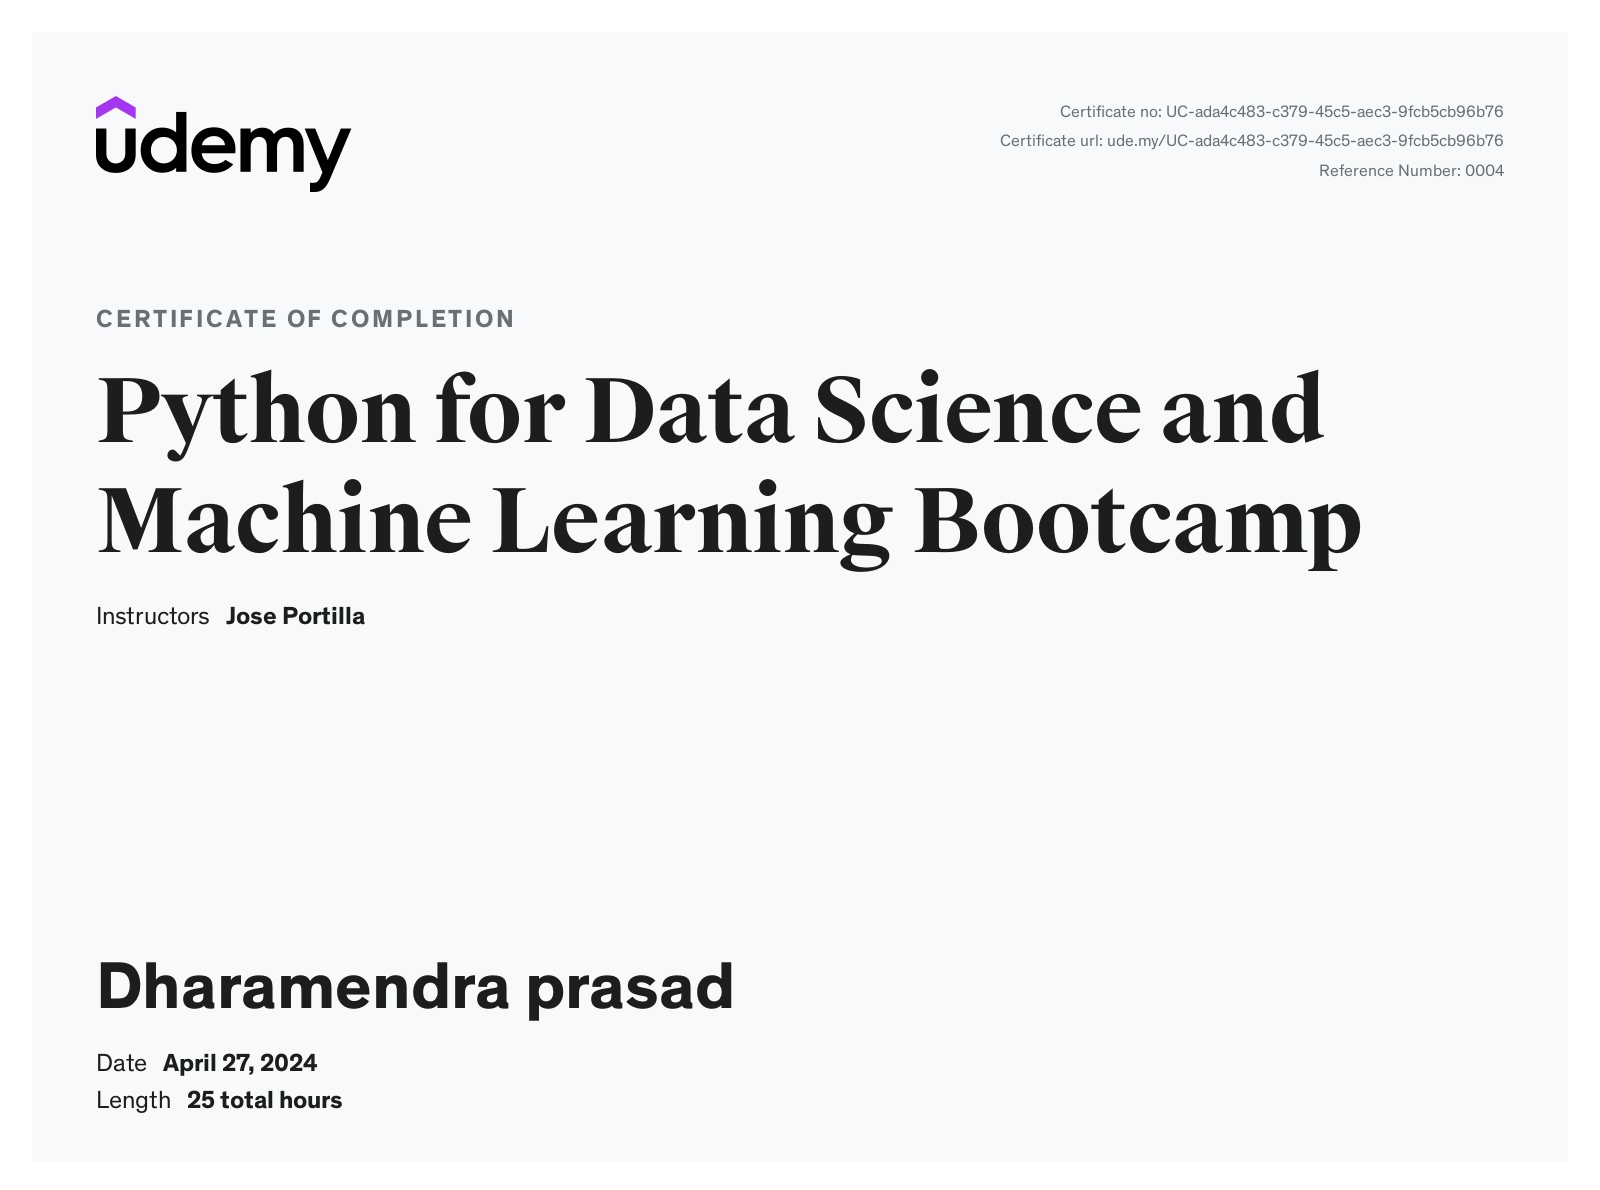 udemy
Certificate no: UC-ada4c483-c379-45c5-aec3-9fcb5cb96b76
Certificate url: ude.my/UC-ada4c483-c379-45c5-aec3-9fcb5cb96b76
Reference Number: 0004
CERTIFICATE OF COMPLETION
Python for Data Science and
Machine Learning Bootcamp
Instructors Jose Portilla
Dharamendra prasad
Date April 27, 2024
Length 25 total hours